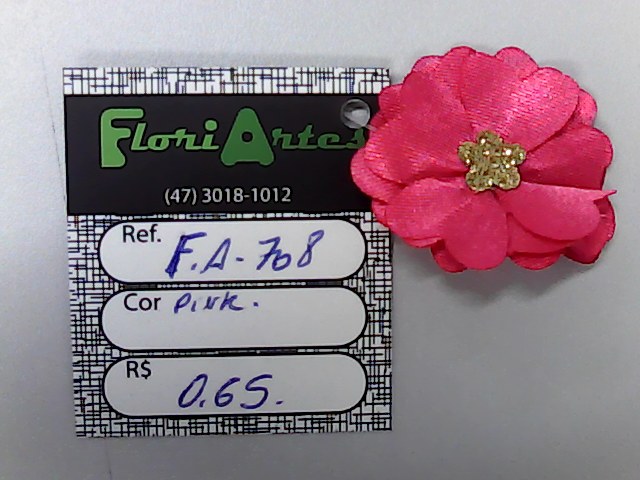 FloriArtes
(47) 3018-1012
Ref. F.A-708
Cor PINK.
R$ 0.65.